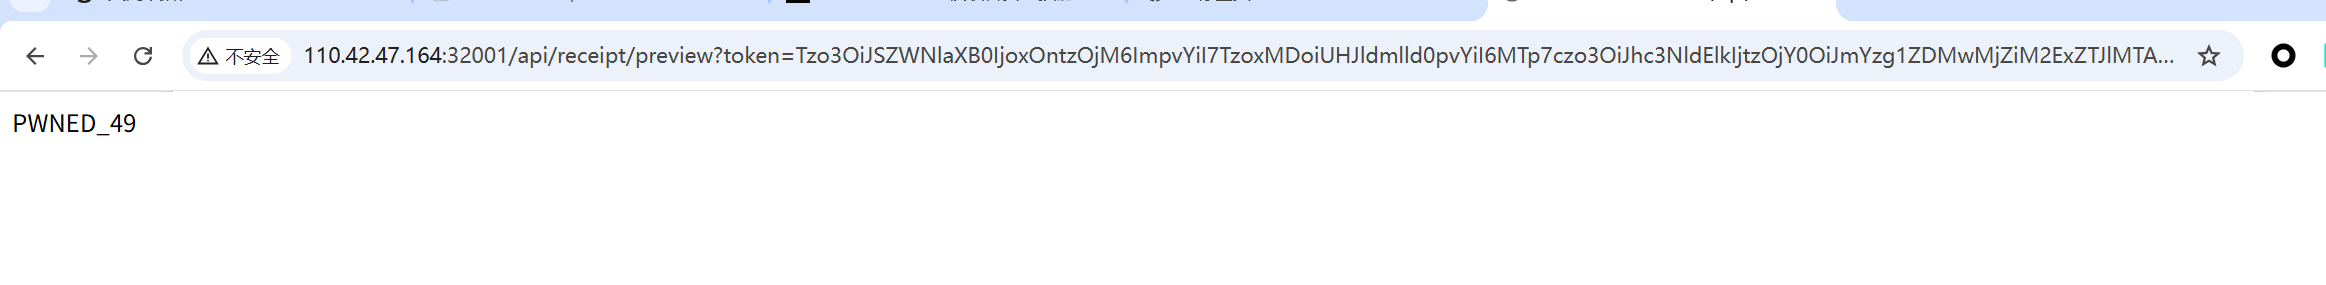 不安全 110.42.47.164:32001/api/receipt/preview?token=Tzo3OiJSZWNlaXB0IjoxOntzOjM6ImpvYiI7TzoxMDoiUHJldmlld0pvYiI6MTp7czo3OiJhc3NldElkIjtzOjY0OiJmYzg1ZDMwMjZiM2ExZTJlMTA...
PWNED_49